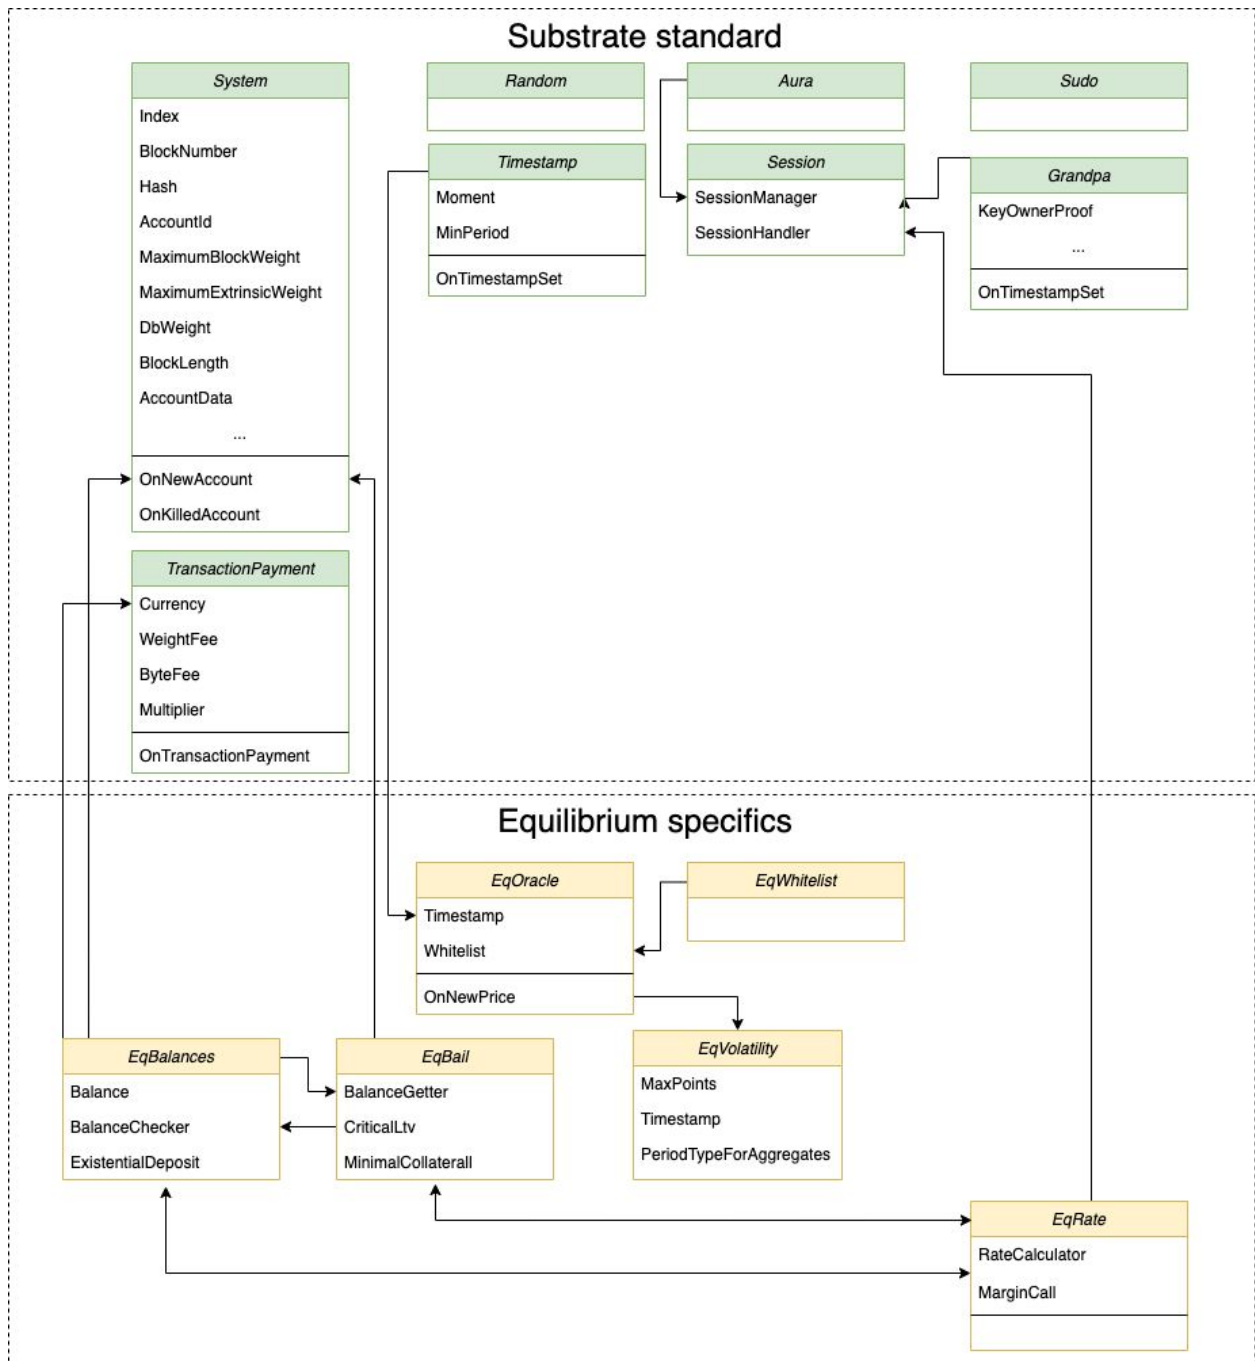 Substrate standard
System
Index
BlockNumber
Hash
AccountId
MaximumBlockWeight
MaximumExtrinsicWeight
DbWeight
BlockLength
AccountData
...
OnNewAccount
OnKilledAccount
Random
Aura
Sudo
Timestamp
Moment
MinPeriod
OnTimestampSet
Session
SessionManager
SessionHandler
Grandpa
KeyOwnerProof
...
OnTimestampSet
TransactionPayment
Currency
WeightFee
ByteFee
Multiplier
OnTransactionPayment
Equilibrium specifics
EqOracle
Timestamp
Whitelist
OnNewPrice
EqWhitelist
EqBalances
Balance
BalanceChecker
ExistentialDeposit
EqBail
BalanceGetter
CriticalLtv
MinimalCollaterall
EqVolatility
MaxPoints
Timestamp
PeriodTypeForAggregates
EqRate
RateCalculator
MarginCall